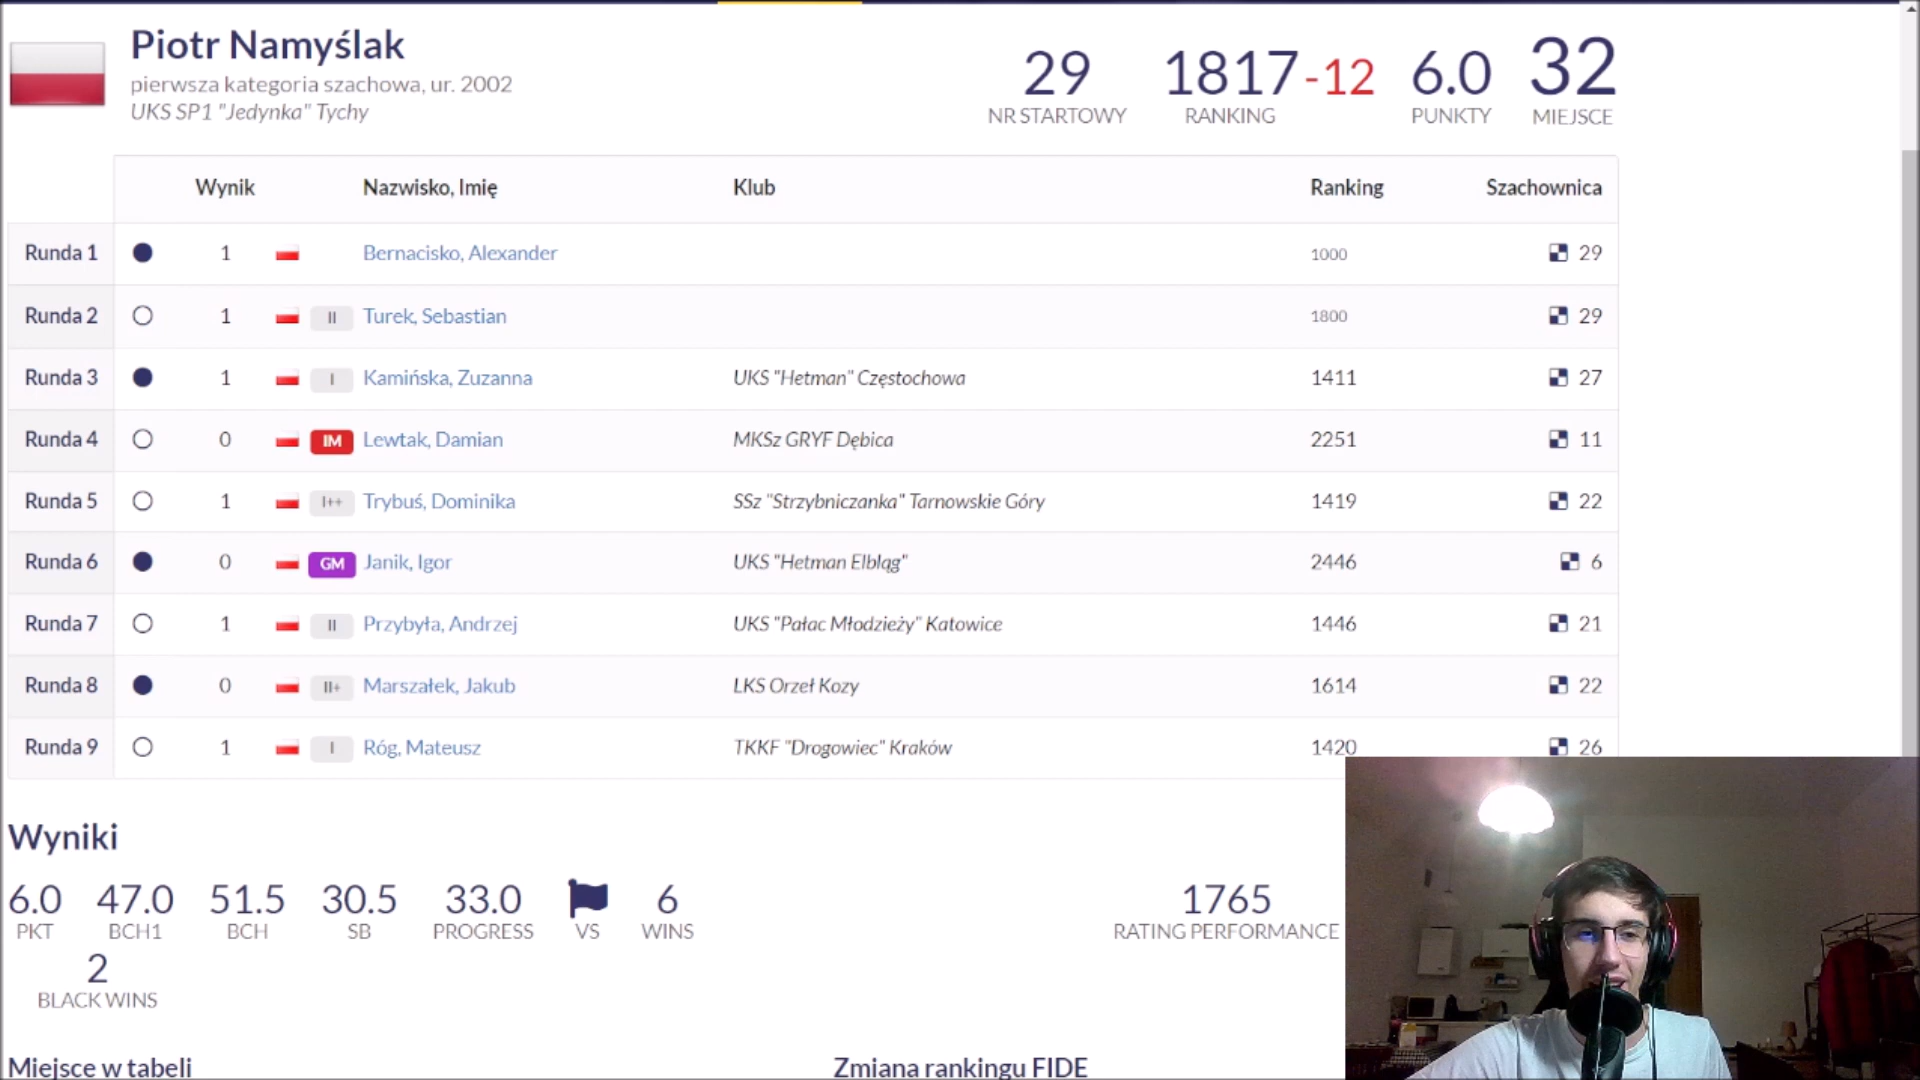 Piotr Namyślak
pierwsza kategoria szachowa, ur. 2002
UKS SP1 "Jedynka" Tychy
29 1817 -12 6.0 32
NR STARTOWY RANKING PUNKTY MIEJSCE
Wynik Nazwisko, Imię Klub Ranking Szachownica
Runda 1 1 Bernacisko, Alexander 1000 29
Runda 2 1 II Turek, Sebastian 1800 29
Runda 3 1 I Kamińska, Zuzanna UKS "Hetman" Częstochowa 1411 27
Runda 4 0 IM Lewtak, Damian MKSz GRYF Dębica 2251 11
Runda 5 1 I++ Trybuś, Dominika SSz "Strzybniczanka" Tarnowskie Góry 1419 22
Runda 6 0 GM Janik, Igor UKS "Hetman Elbląg" 2446 6
Runda 7 1 II Przybyła, Andrzej UKS "Pałac Młodzieży" Katowice 1446 21
Runda 8 0 II+ Marszałek, Jakub LKS Orzeł Kozy 1614 22
Runda 9 1 I Róg, Mateusz TKKF "Drogowiec" Kraków 1420 26
Wyniki
6.0 47.0 51.5 30.5 33.0 6 1765
PKT BCH1 BCH SB PROGRESS VS WINS RATING PERFORMANCE
2
BLACK WINS
Miejsce w tabeli Zmiana rankingu FIDE